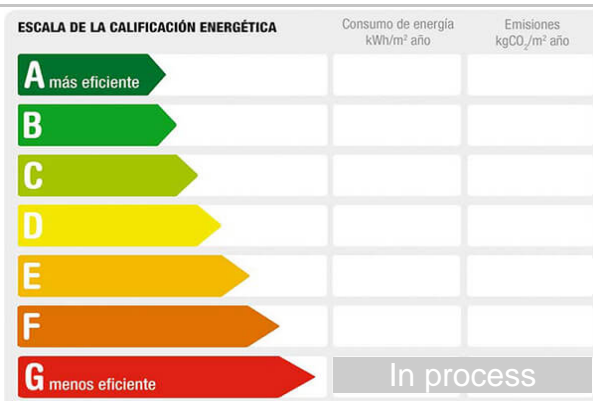 ESCALA DE LA CALIFICACIÓN ENERGÉTICA
Consumo de energía
kWh/m² año
Emisiones
kgCO₂/m² año
A más eficiente
B
C
D
E
F
G menos eficiente
In process